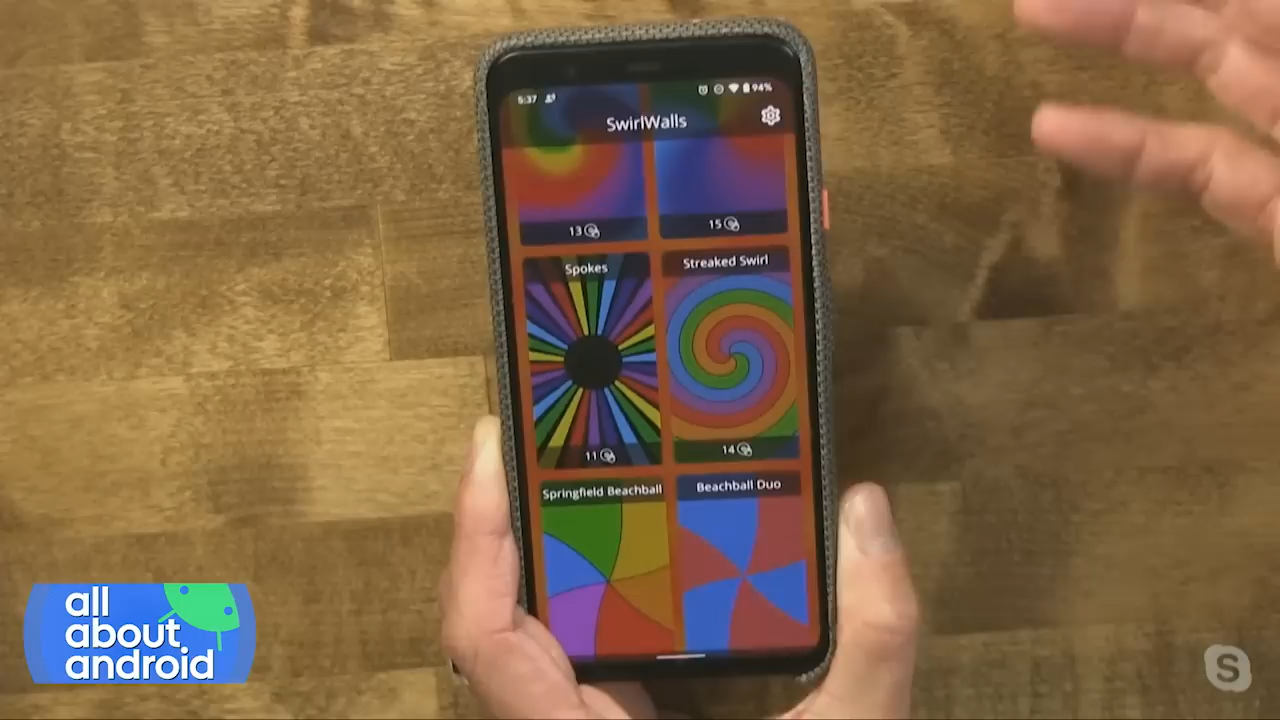 5:37
94%
SwirlWalls
13
15
Spokes
Streaked Swirl
11
14
Springfield Beachball
Beachball Duo
all
about
android
S